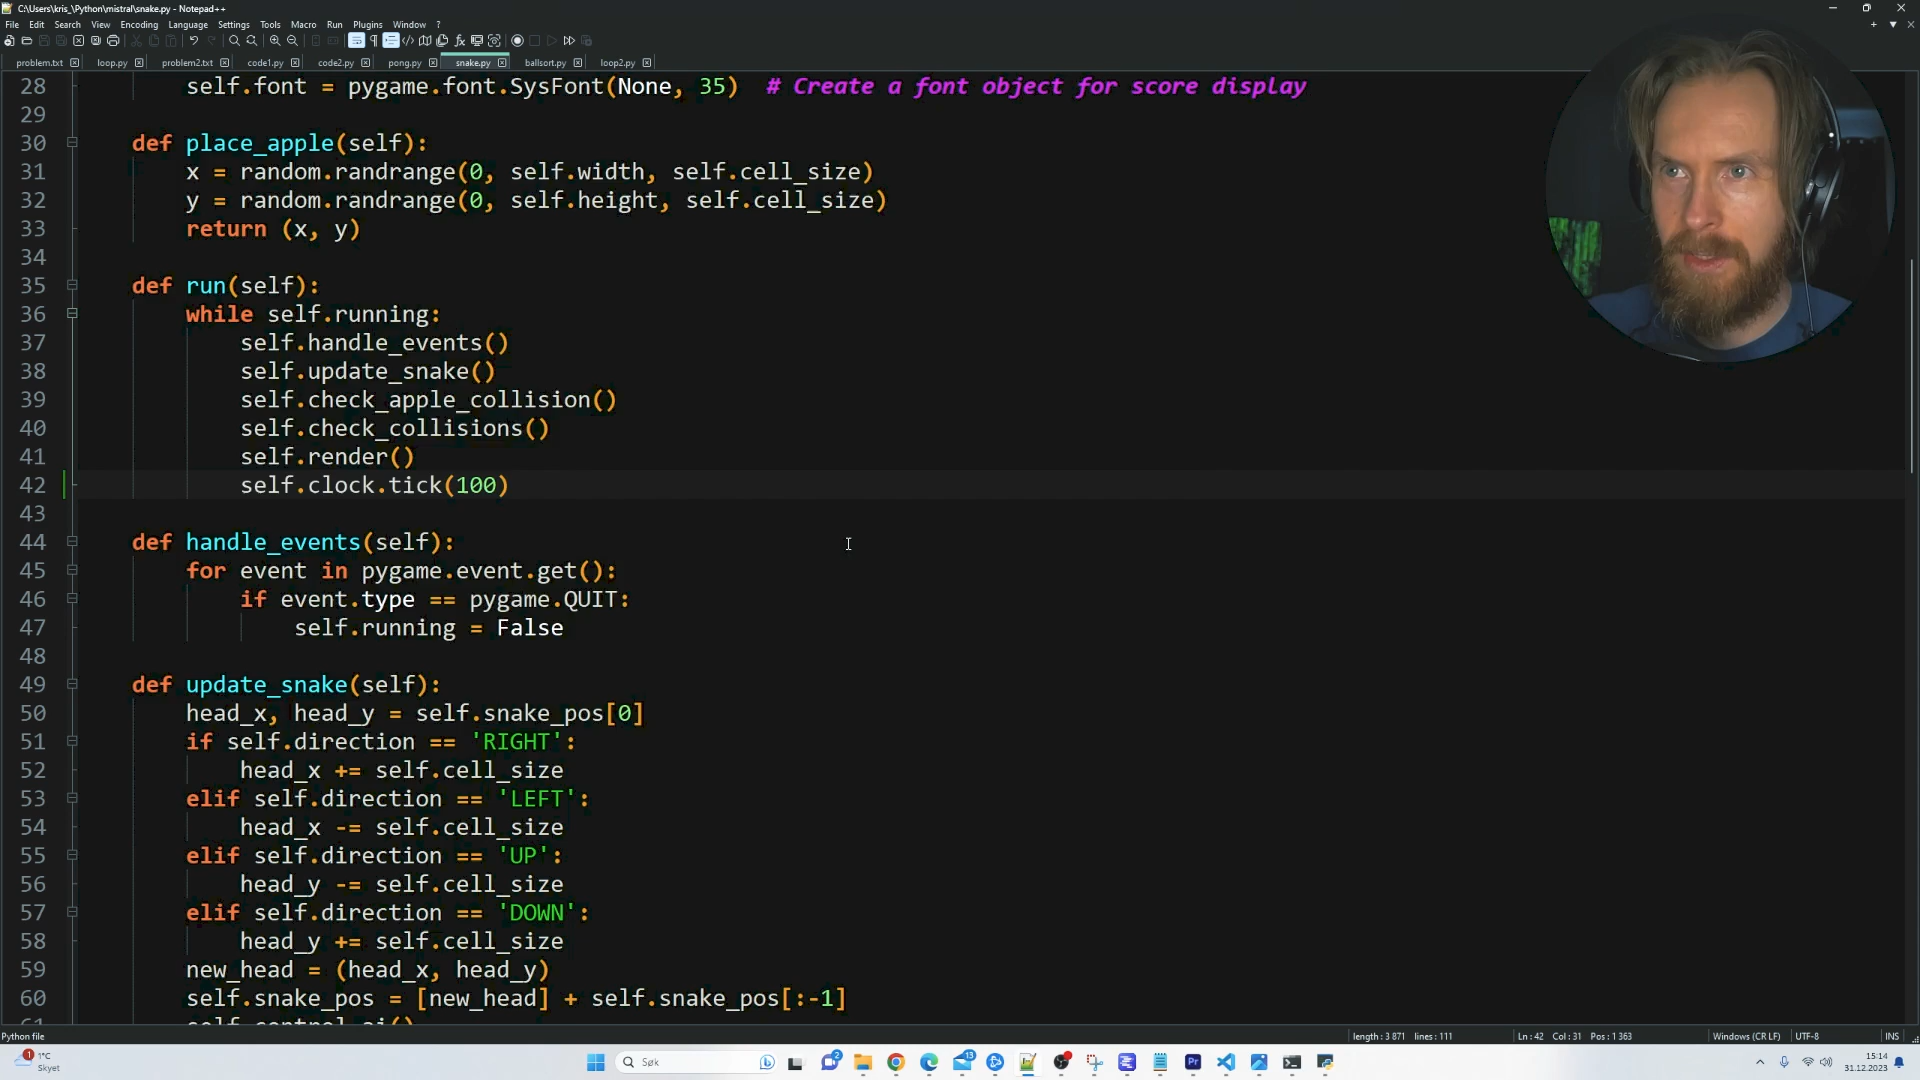 C:\Users\kris_\Python\mistral\snake.py - Notepad++
File Edit Search View Encoding Language Settings Tools Macro Run Plugins Window ?
problem.txt loop.py problem2.txt code1.py code2.py pong.py snake.py ballsort.py loop2.py
28 self.font = pygame.font.SysFont(None, 35) # Create a font object for score display
29
30 def place_apple(self):
31 x = random.randrange(0, self.width, self.cell_size)
32 y = random.randrange(0, self.height, self.cell_size)
33 return (x, y)
34
35 def run(self):
36 while self.running:
37 self.handle_events()
38 self.update_snake()
39 self.check_apple_collision()
40 self.check_collisions()
41 self.render()
42 self.clock.tick(100)
43
44 def handle_events(self):
45 for event in pygame.event.get():
46 if event.type == pygame.QUIT:
47 self.running = False
48
49 def update_snake(self):
50 head_x, head_y = self.snake_pos[0]
51 if self.direction == 'RIGHT':
52 head_x += self.cell_size
53 elif self.direction == 'LEFT':
54 head_x -= self.cell_size
55 elif self.direction == 'UP':
56 head_y -= self.cell_size
57 elif self.direction == 'DOWN':
58 head_y += self.cell_size
59 new_head = (head_x, head_y)
60 self.snake_pos = [new_head] + self.snake_pos[:-1]
61 self.control_ai()
Python file length : 3 871 lines : 111 Ln : 42 Col : 31 Pos : 1 363 Windows (CR LF) UTF-8 INS
1°C
Skyet
Søk
15:14
31.12.2023